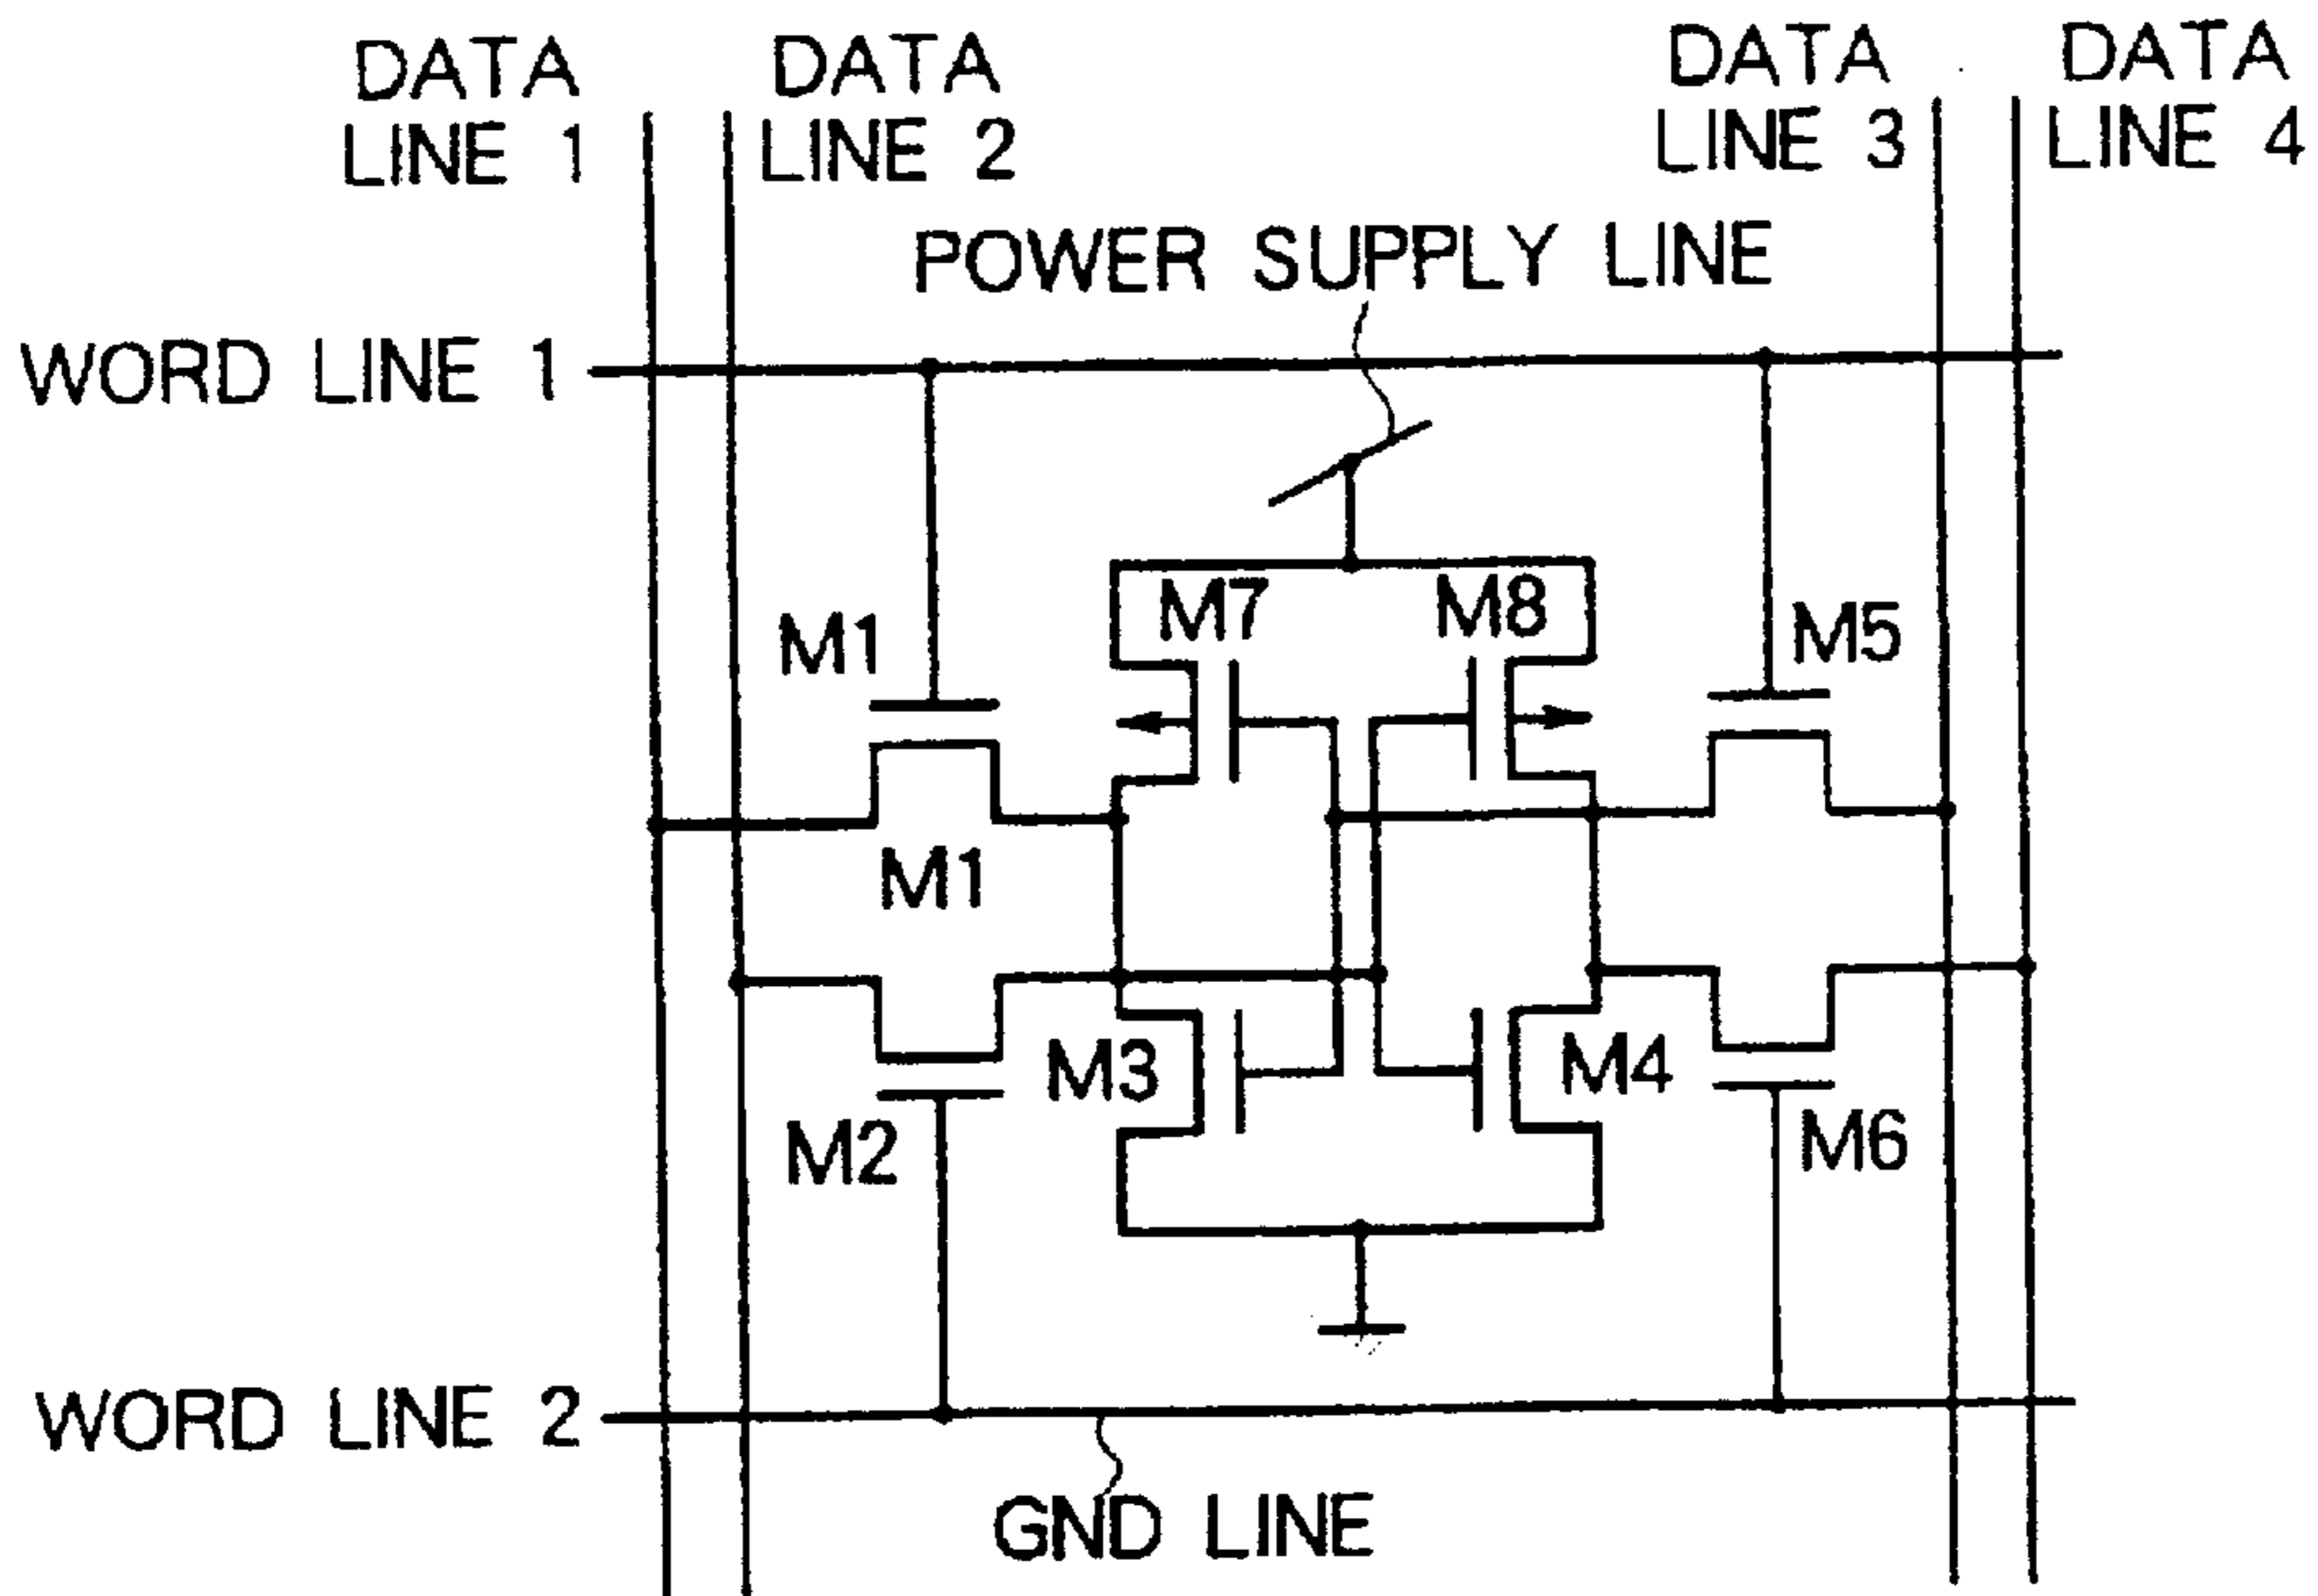 DATA LINE 1
DATA LINE 2
DATA LINE 3
DATA LINE 4
POWER SUPPLY LINE
WORD LINE 1
M7
M8
M1
M5
M1
M3
M4
M2
M6
WORD LINE 2
GND LINE